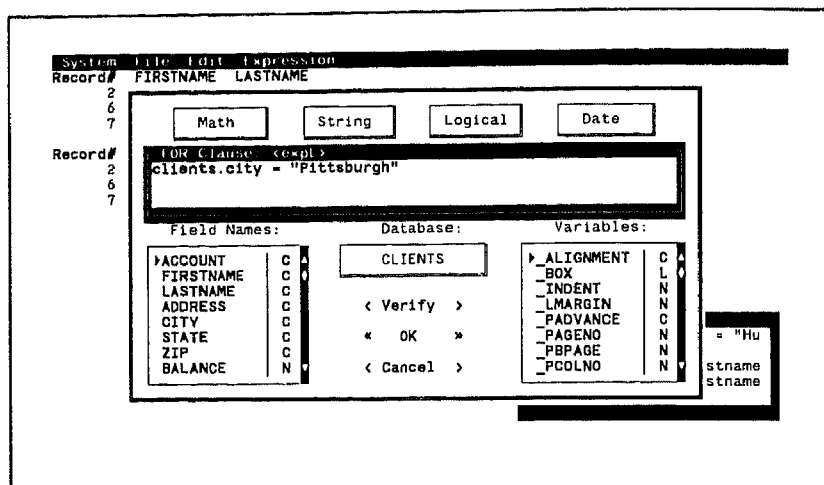 System File Edit Expression
Record# FIRSTNAME LASTNAME
2
6
7
Math String Logical Date
Record# FOR Clause: <expL>
2 clients.city = "Pittsburgh"
6
7
Field Names: Database: Variables:
ACCOUNT C CLIENTS _ALIGNMENT C
FIRSTNAME C _BOX L
LASTNAME C _INDENT N
ADDRESS C < Verify > _LMARGIN N
CITY C _PADVANCE C
STATE C « OK » _PAGENO N = "Hu
ZIP C _PBPAGE N
BALANCE N < Cancel > _PCOLNO N stname
stname